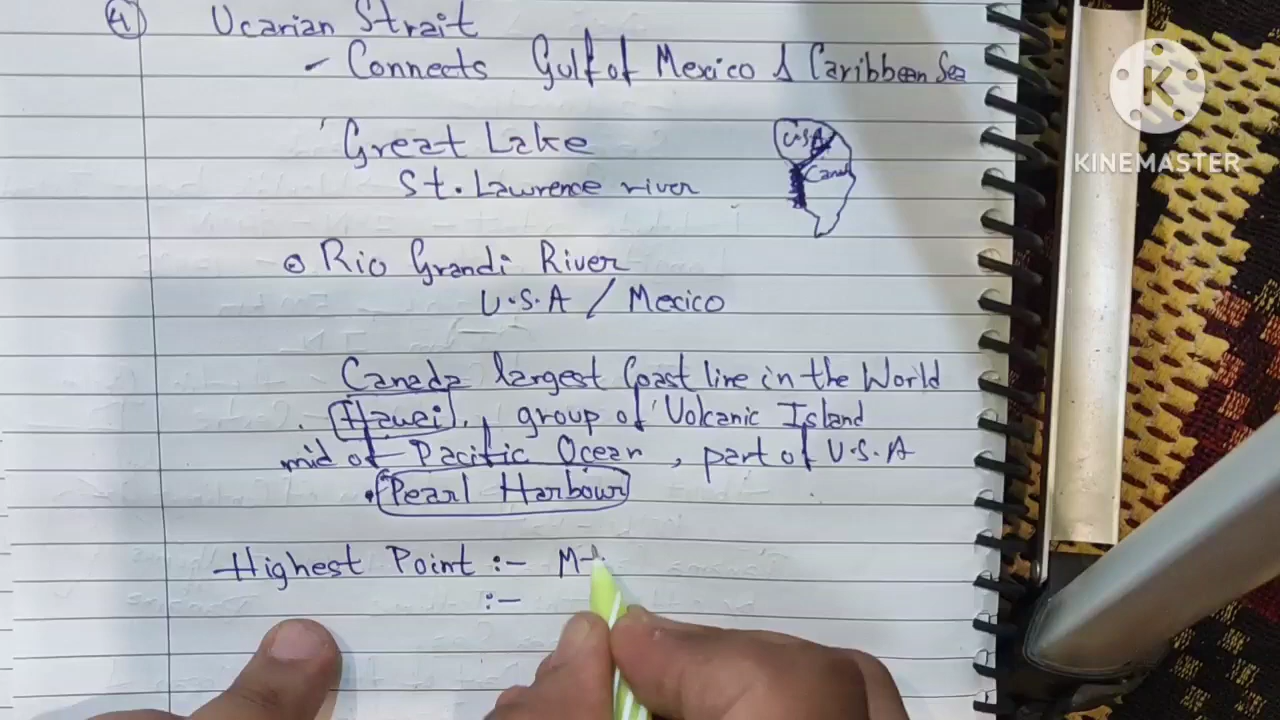 4 Ucarian Strait
- Connects Gulf of Mexico & Caribbean Sea
Great Lake
St. Lawrence river
U.S.A
Canad
Rio Grandi River
U.S.A / Mexico
Canada largest Coast line in the World
Hawei, group of Volcanic Island
mid of Pacific Ocean, part of U.S.A
Pearl Harbour
Highest Point :- M
:-
K
KINEMASTER